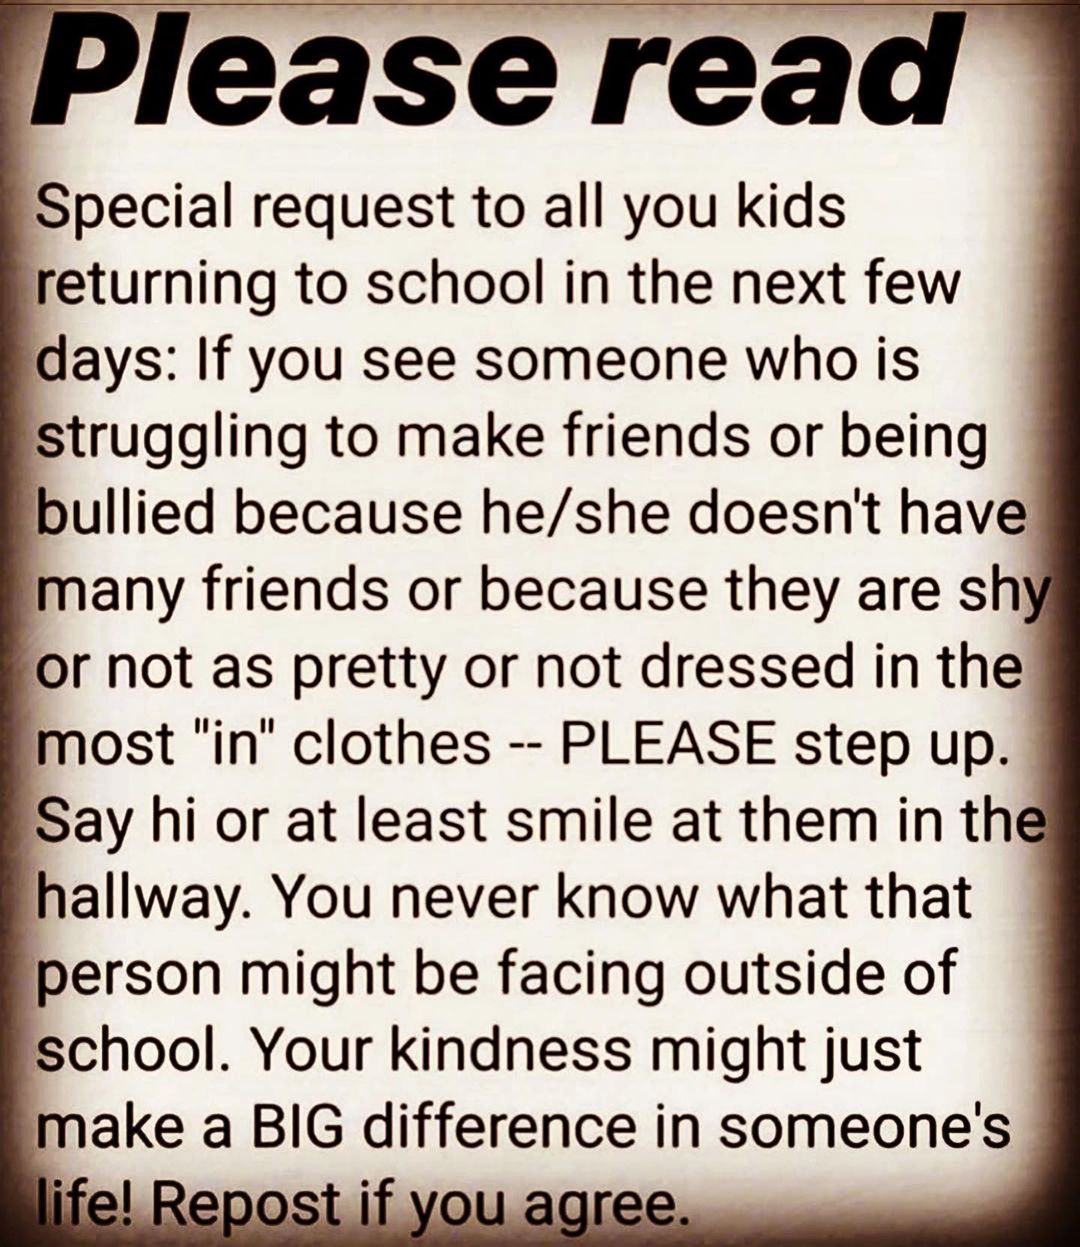 Please read
Special request to all you kids
returning to school in the next few
days: If you see someone who is
struggling to make friends or being
bullied because he/she doesn't have
many friends or because they are shy
or not as pretty or not dressed in the
most "in" clothes -- PLEASE step up.
Say hi or at least smile at them in the
hallway. You never know what that
person might be facing outside of
school. Your kindness might just
make a BIG difference in someone's
life! Repost if you agree.